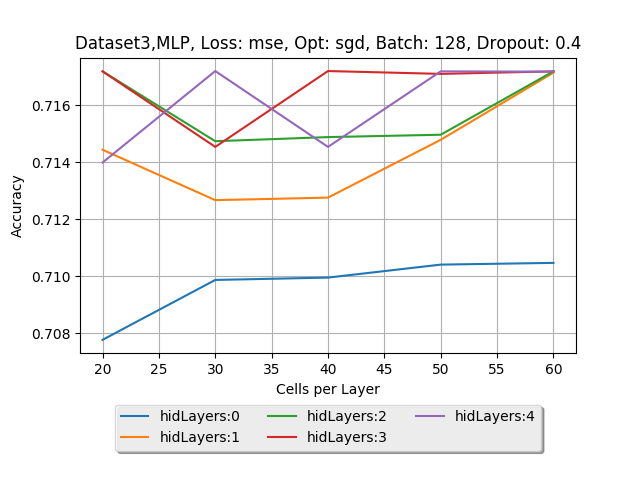 Dataset3,MLP, Loss: mse, Opt: sgd, Batch: 128, Dropout: 0.4
0.716
0.714
0.712
0.710
0.708
Accuracy
20 25 30 35 40 45 50 55 60
Cells per Layer
hidLayers:0 hidLayers:2 hidLayers:4
hidLayers:1 hidLayers:3